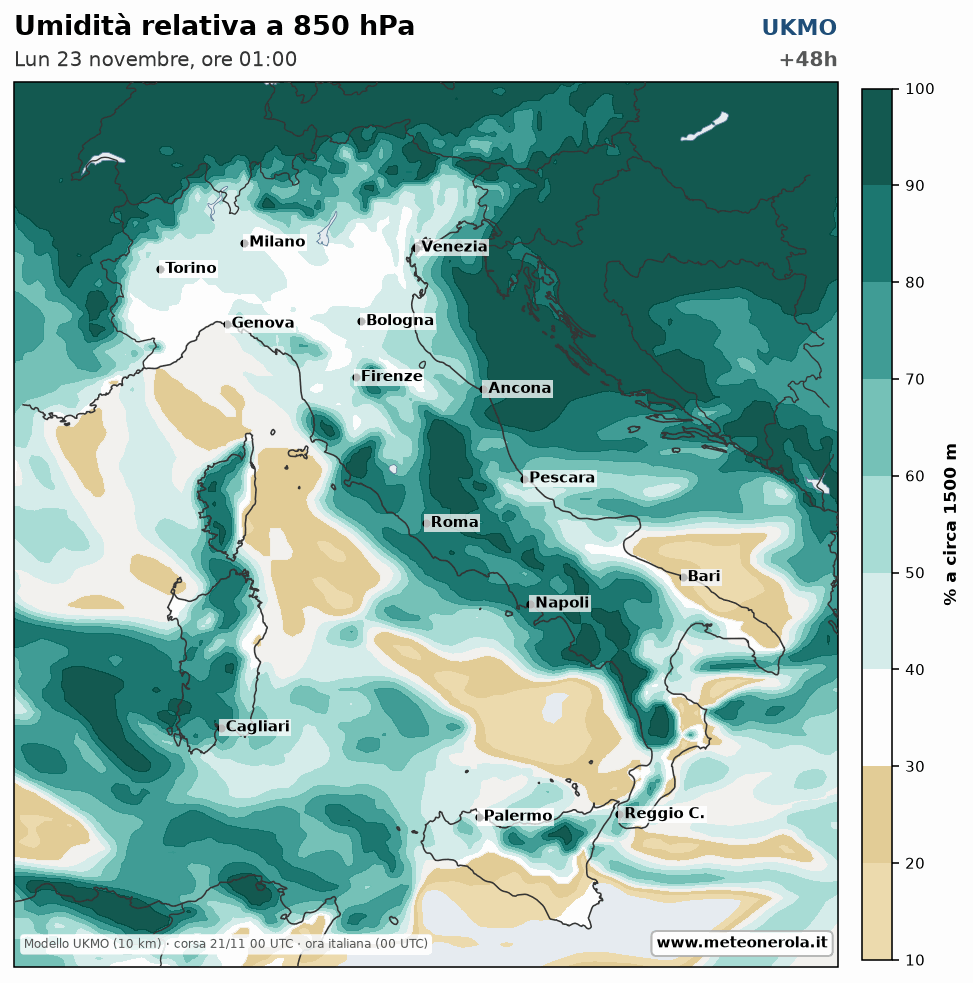 Umidità relativa a 850 hPa
UKMO
Lun 23 novembre, ore 01:00
+48h
100
90
80
70
60
50
40
30
20
10
% a circa 1500 m
Milano
Venezia
Torino
Genova
Bologna
Firenze
Ancona
Pescara
Roma
Bari
Napoli
Cagliari
Palermo
Reggio C.
Modello UKMO (10 km) · corsa 21/11 00 UTC · ora italiana (00 UTC)
www.meteonerola.it